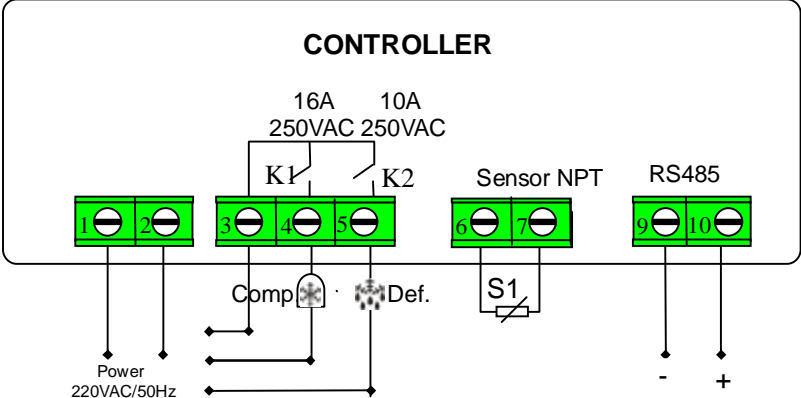 CONTROLLER
16A 10A
250VAC 250VAC
K1 K2
Sensor NPT
RS485
1 2 3 4 5 6 7 9 10
Comp. Def.
S1
Power
220VAC/50Hz
- +